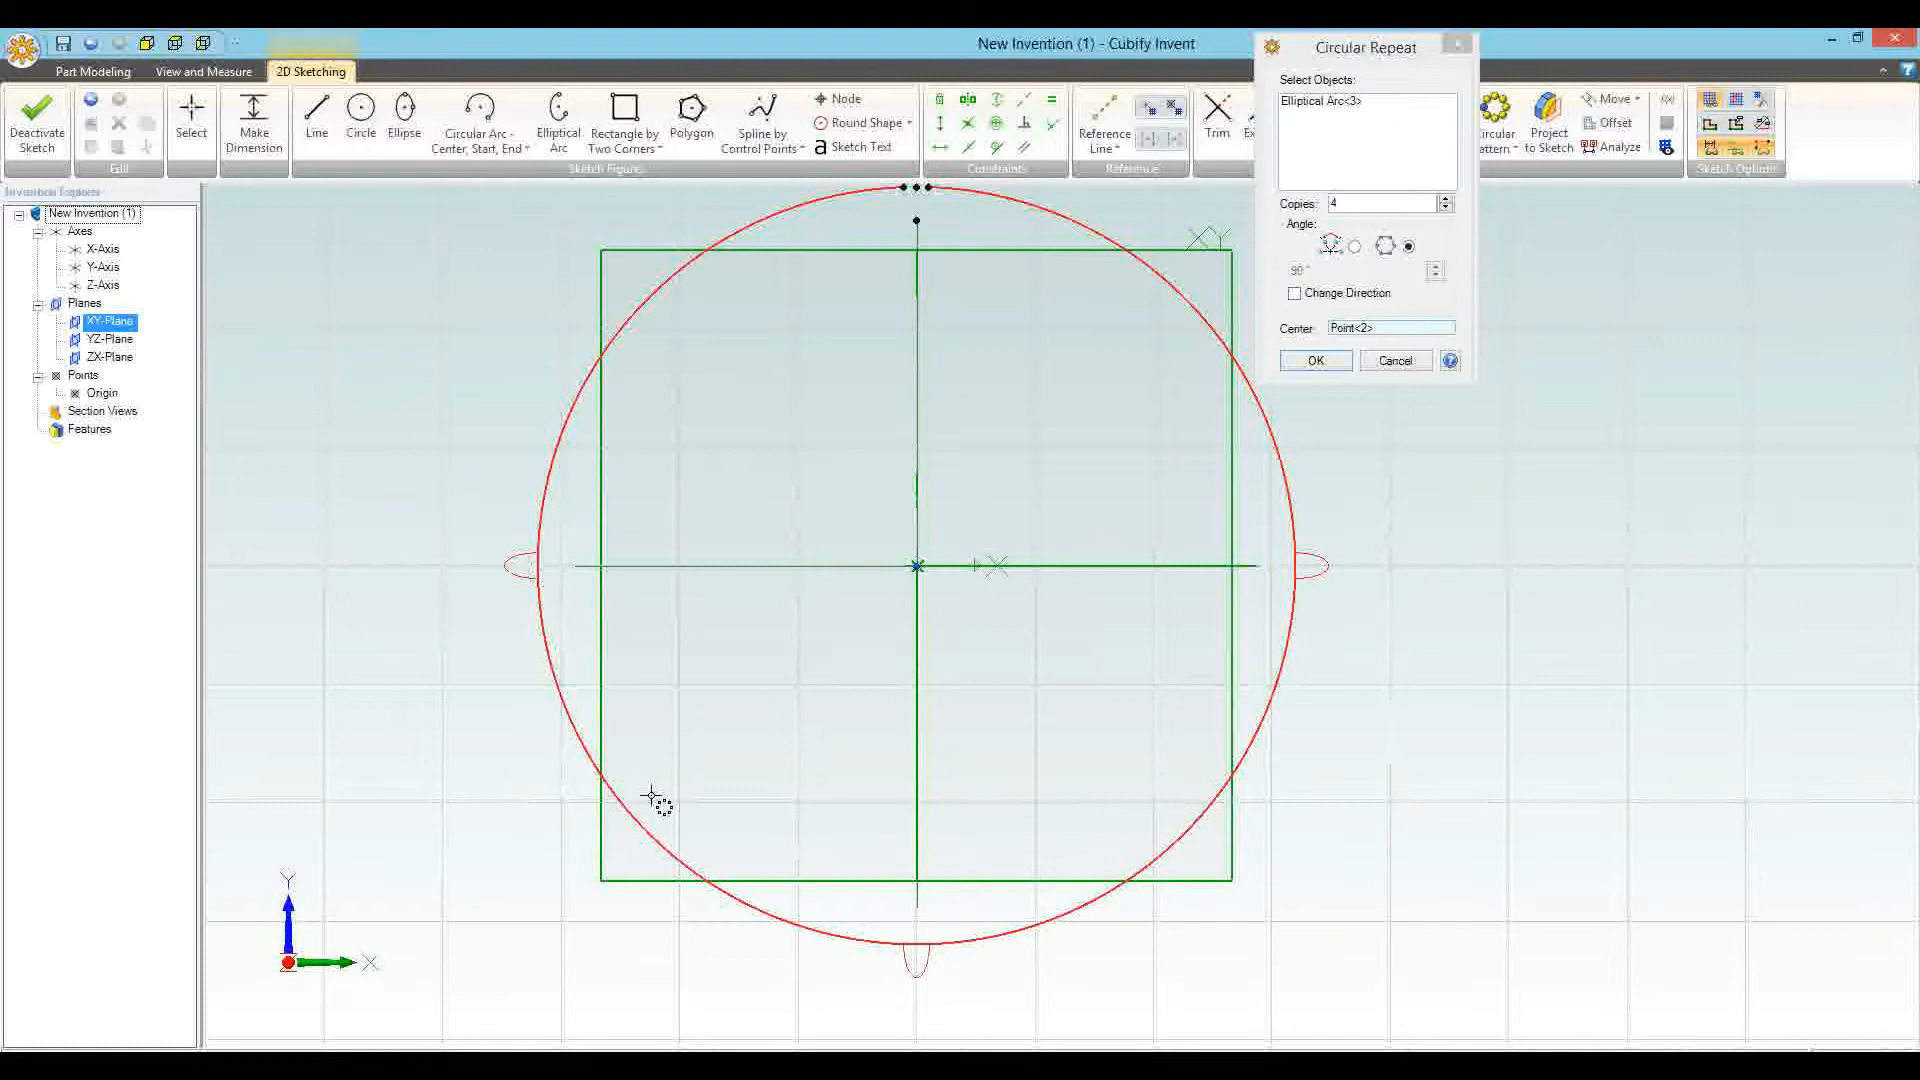 New Invention (1) - Cubify Invent
Circular Repeat
Part Modeling
View and Measure
2D Sketching
Select Objects:
Elliptical Arc<3>
Copies: 4
Angle:
90 °
Change Direction
Center Point<2>
OK
Cancel
Deactivate
Sketch
Edit
Select
Make
Dimension
Line
Circle
Ellipse
Circular Arc -
Center, Start, End
Elliptical
Arc
Rectangle by
Two Corners
Polygon
Spline by
Control Points
Node
Round Shape
a Sketch Text
Sketch Figures
Constraints
Reference
Line
Reference
Trim
Ex
ircular
attern
Project
to Sketch
Move
Offset
Analyze
Sketch Options
Invention Explorer
New Invention (1)
Axes
X-Axis
Y-Axis
Z-Axis
Planes
XY-Plane
YZ-Plane
ZX-Plane
Points
Origin
Section Views
Features
XY
X
Y
Z
X